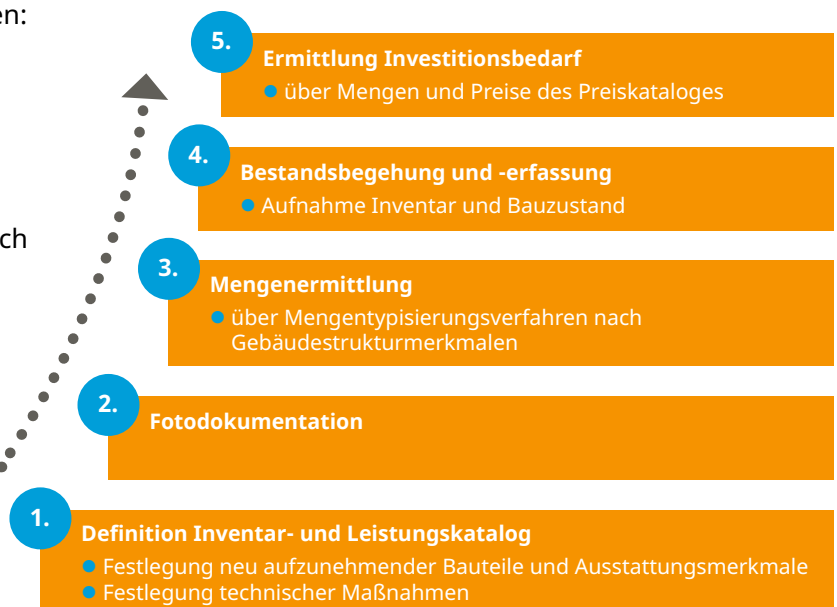 en:
5.
Ermittlung Investitionsbedarf
● über Mengen und Preise des Preiskataloges
4.
Bestandsbegehung und -erfassung
● Aufnahme Inventar und Bauzustand
ch
3.
Mengenermittlung
● über Mengentypisierungsverfahren nach
Gebäudestrukturmerkmalen
2.
Fotodokumentation
1.
Definition Inventar- und Leistungskatalog
● Festlegung neu aufzunehmender Bauteile und Ausstattungsmerkmale
● Festlegung technischer Maßnahmen